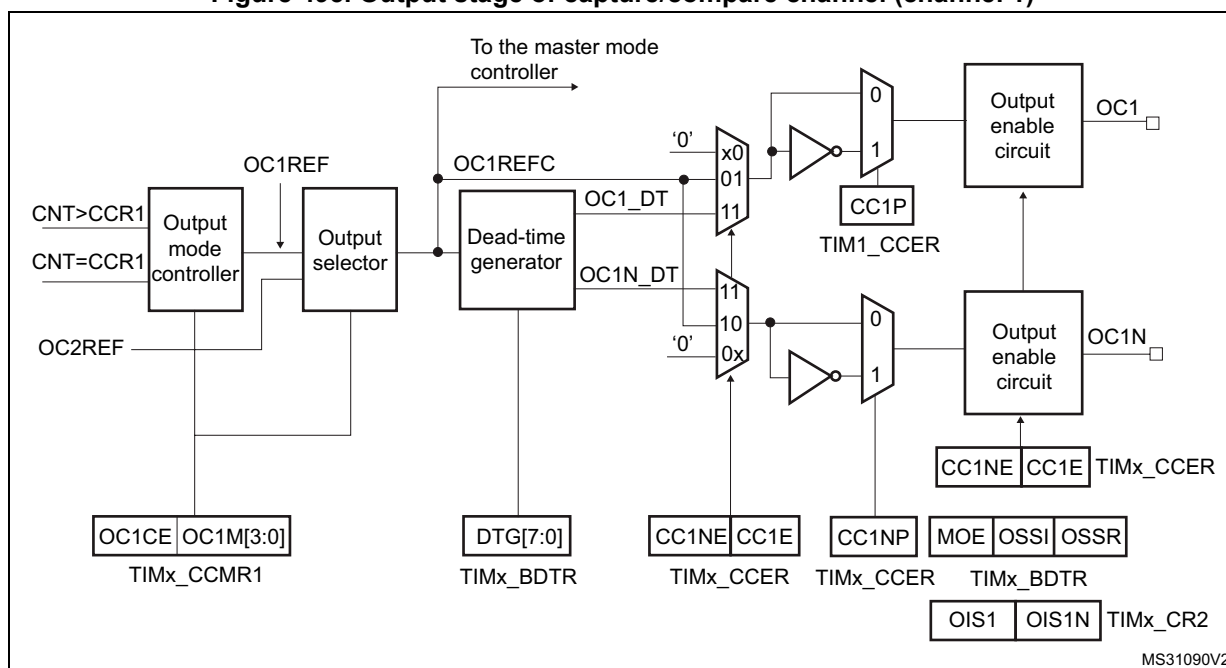 Figure 453. Output stage of capture/compare channel (channel 1)
To the master mode
controller
OC1REF
OC1REFC
CNT>CCR1
CNT=CCR1
OC2REF
Output
mode
controller
Output
selector
Dead-time
generator
OC1_DT
OC1N_DT
'0'
x0
01
11
11
10
0x
'0'
0
1
CC1P
TIM1_CCER
0
1
Output
enable
circuit
OC1
Output
enable
circuit
OC1N
CC1NE CC1E TIMx_CCER
OC1CE OC1M[3:0]
TIMx_CCMR1
DTG[7:0]
TIMx_BDTR
CC1NE CC1E
TIMx_CCER
CC1NP
TIMx_CCER
MOE OSSI OSSR
TIMx_BDTR
OIS1 OIS1N TIMx_CR2
MS31090V2